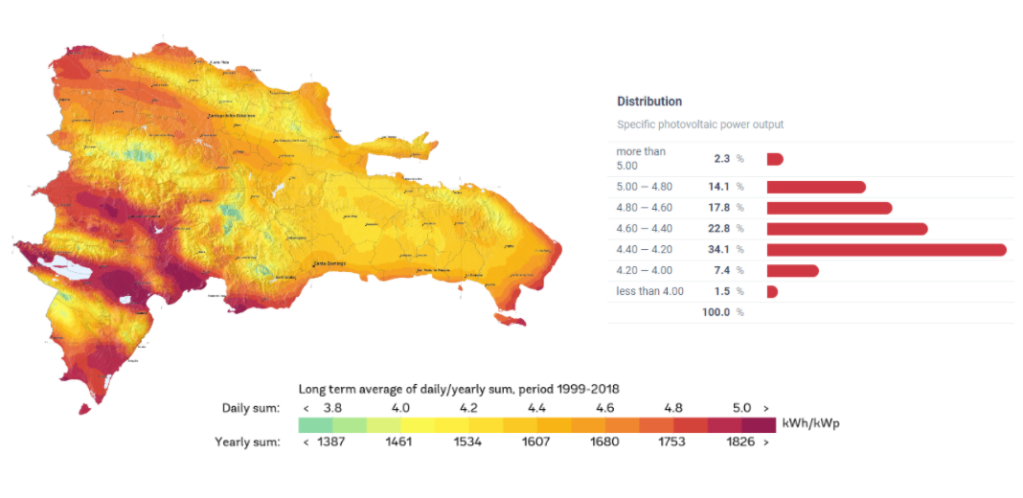 Distribution
Specific photovoltaic power output
more than
5.00
2.3 %
5.00 — 4.80 14.1 %
4.80 — 4.60 17.8 %
4.60 — 4.40 22.8 %
4.40 — 4.20 34.1 %
4.20 — 4.00 7.4 %
less than 4.00 1.5 %
100.0 %
Santo Domingo
Long term average of daily/yearly sum, period 1999-2018
Daily sum: < 3.8 4.0 4.2 4.4 4.6 4.8 5.0 >
kWh/kWp
Yearly sum: < 1387 1461 1534 1607 1680 1753 1826 >